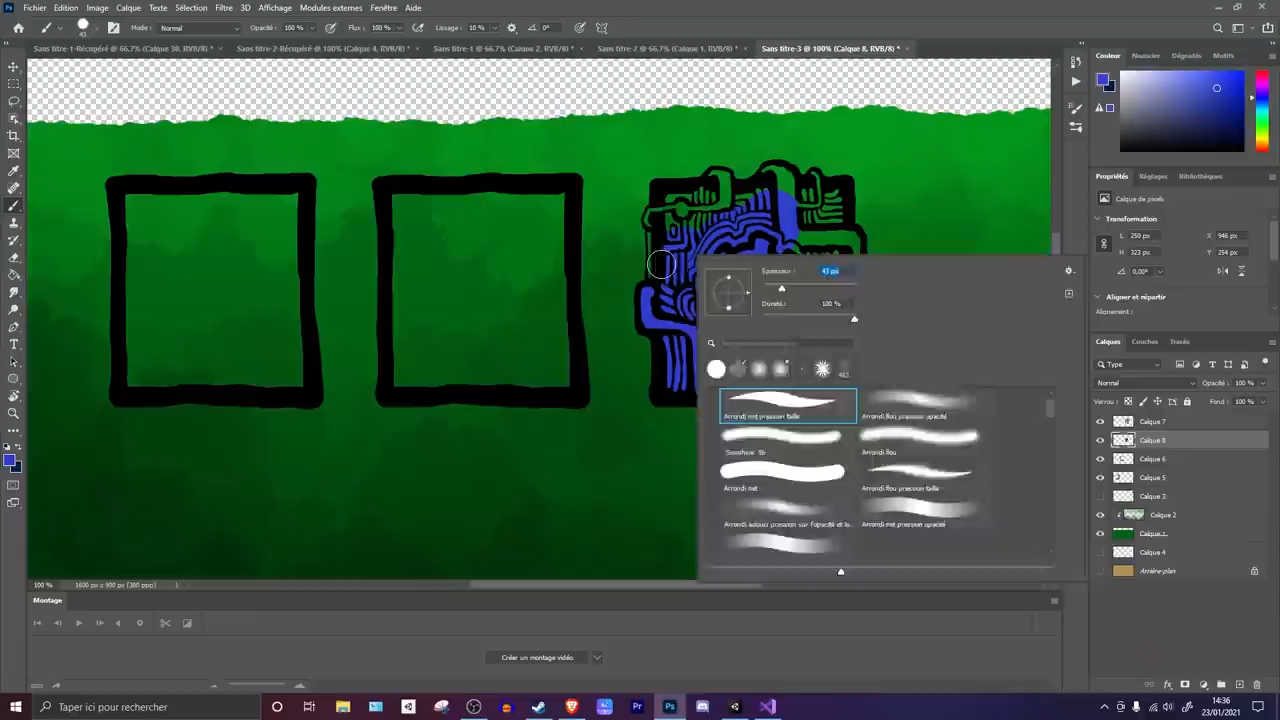 Fichier Edition Image Calque Texte Sélection Filtre 3D Affichage Modules externes Fenêtre Aide
43 Mode : Normal Opacité : 100 % Flux : 100 % Lissage : 10 % 0°
Sans titre-1-Récupéré @ 66,7% (Calque 30, RVB/8) * × Sans titre-2-Récupéré @ 100% (Calque 4, RVB/8) * × Sans titre-1 @ 66,7% (Calque 2, RVB/8) * × Sans titre-2 @ 66,7% (Calque 1, RVB/8) * × Sans titre-3 @ 100% (Calque 8, RVB/8) * ×
Couleur Nuancier Dégradés Motifs
Propriétés Réglages Bibliothèques
Calque de pixels
Transformation
L 250 px X 946 px
H 323 px Y 254 px
0,00°
Aligner et répartir
Alignement :
Calques Couches Tracés
Type
Normal Opacité : 100 %
Verrou : Fond : 100 %
Calque 7
Calque 8
Calque 6
Calque 5
Calque 3
Calque 2
Calque 1
Calque 4
Arrière-plan
Epaisseur : 43 px
Dureté : 100 %
Arrondi net pression taille Arrondi flou pression opacité
Arrondi flou
Arrondi net Arrondi flou pression taille
Arrondi net pression opacité
100 % 1600 px x 900 px (300 ppp)
Montage
Créer un montage vidéo
Taper ici pour rechercher
14:36
23/01/2021